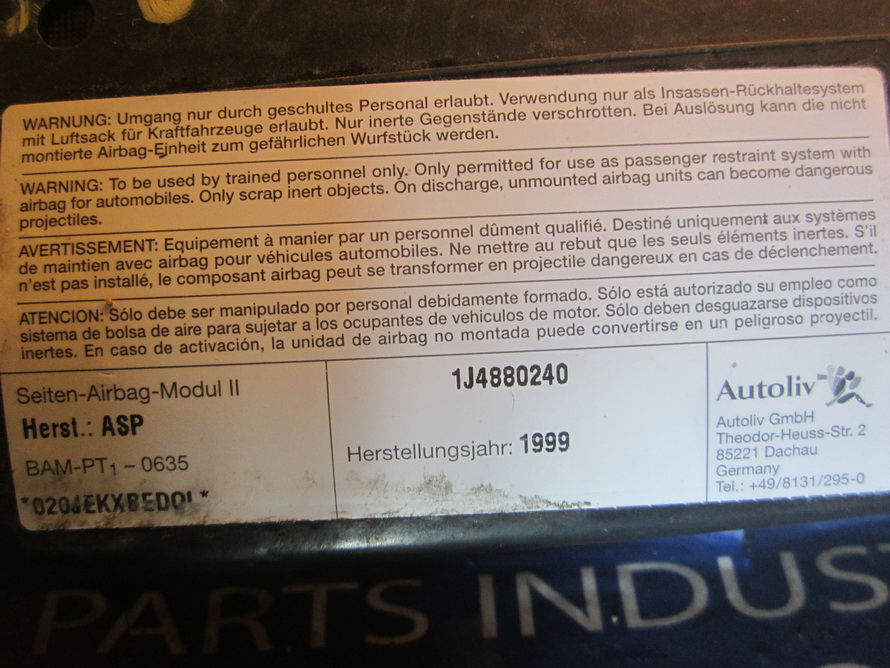 WARNUNG: Umgang nur durch geschultes Personal erlaubt. Verwendung nur als Insassen-Rückhaltesystem
mit Luftsack für Kraftfahrzeuge erlaubt. Nur inerte Gegenstände verschrotten. Bei Auslösung kann die nicht
montierte Airbag-Einheit zum gefährlichen Wurfstück werden.
WARNING: To be used by trained personnel only. Only permitted for use as passenger restraint system with
airbag for automobiles. Only scrap inert objects. On discharge, unmounted airbag units can become dangerous
projectiles.
AVERTISSEMENT: Equipement à manier par un personnel dûment qualifié. Destiné uniquement aux systèmes
de maintien avec airbag pour véhicules automobiles. Ne mettre au rebut que les seuls éléments inertes. S'il
n'est pas installé, le composant airbag peut se transformer en projectile dangereux en cas de déclenchement.
ATENCION: Sólo debe ser manipulado por personal debidamente formado. Sólo está autorizado su empleo como
sistema de bolsa de aire para sujetar a los ocupantes de vehiculos de motor. Sólo deben desguazarse dispositivos
inertes. En caso de activación, la unidad de airbag no montada puede convertirse en un peligroso proyectil.
Seiten-Airbag-Modul II
Herst.: ASP
BAM-PT₁ – 0635
1J4880240
Herstellungsjahr: 1999
Autoliv
Autoliv GmbH
Theodor-Heuss-Str. 2
85221 Dachau
Germany
Tel.: +49/8131/295-0
PARTS INDUS